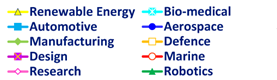 Renewable Energy Bio-medical
Automotive Aerospace
Manufacturing Defence
Design Marine
Research Robotics